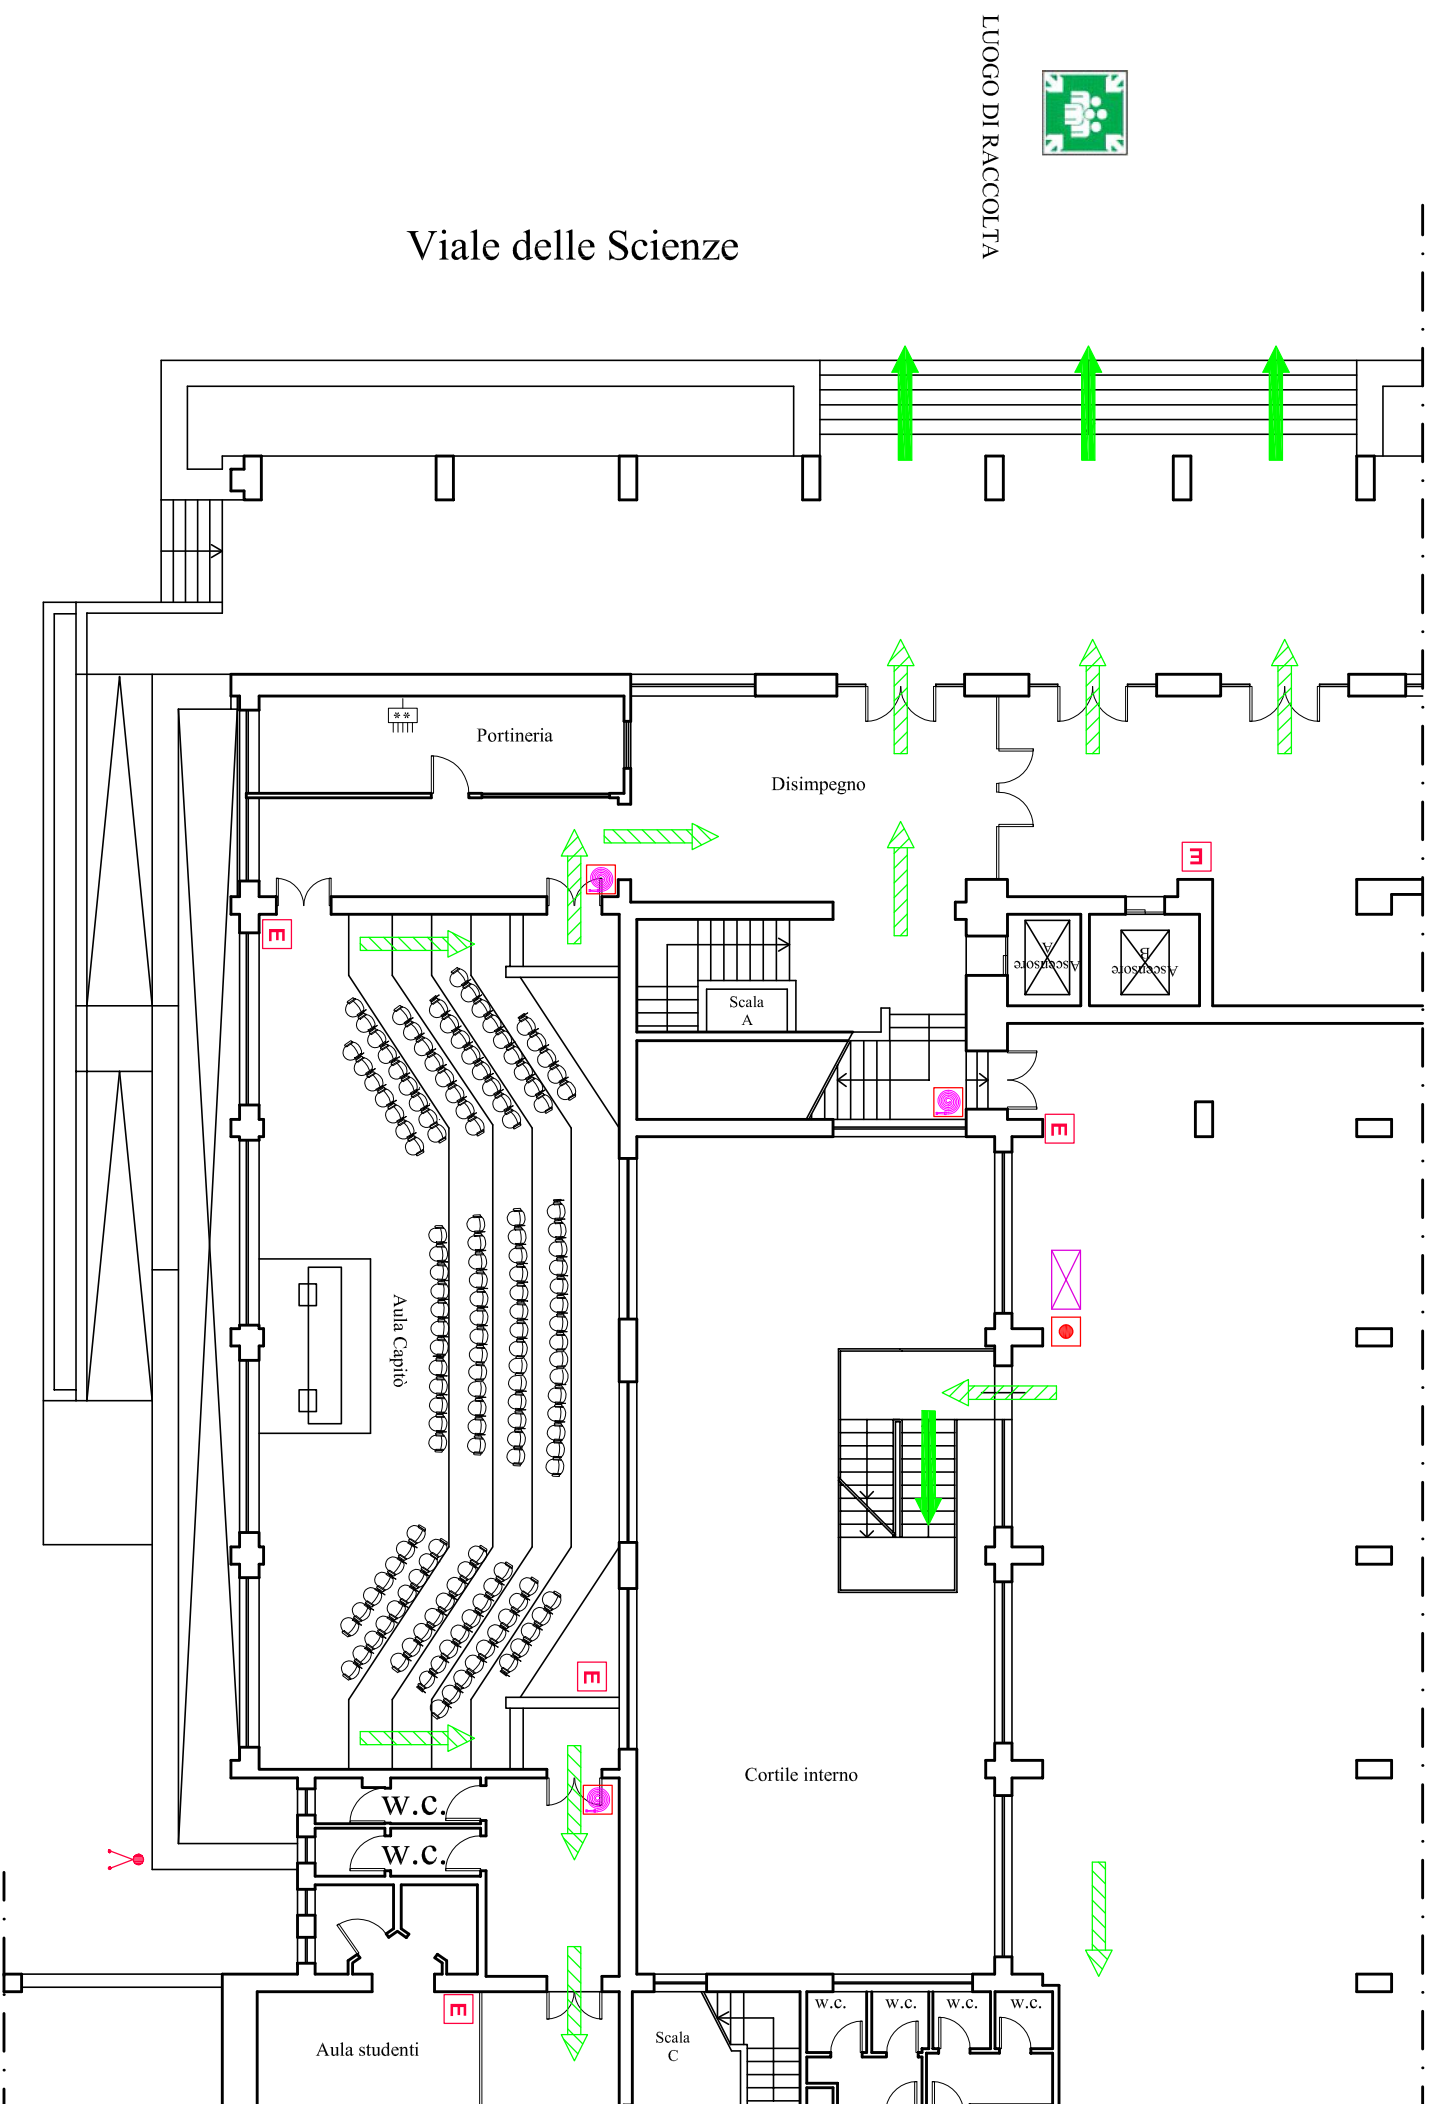 LUOGO DI RACCOLTA
Viale delle Scienze
**
Portineria
Disimpegno
E
E
Ascensore
A
Ascensore
B
Scala
A
E
Aula Capitò
E
Cortile interno
w.c.
w.c.
E
w.c.
w.c.
w.c.
w.c.
Scala
C
Aula studenti